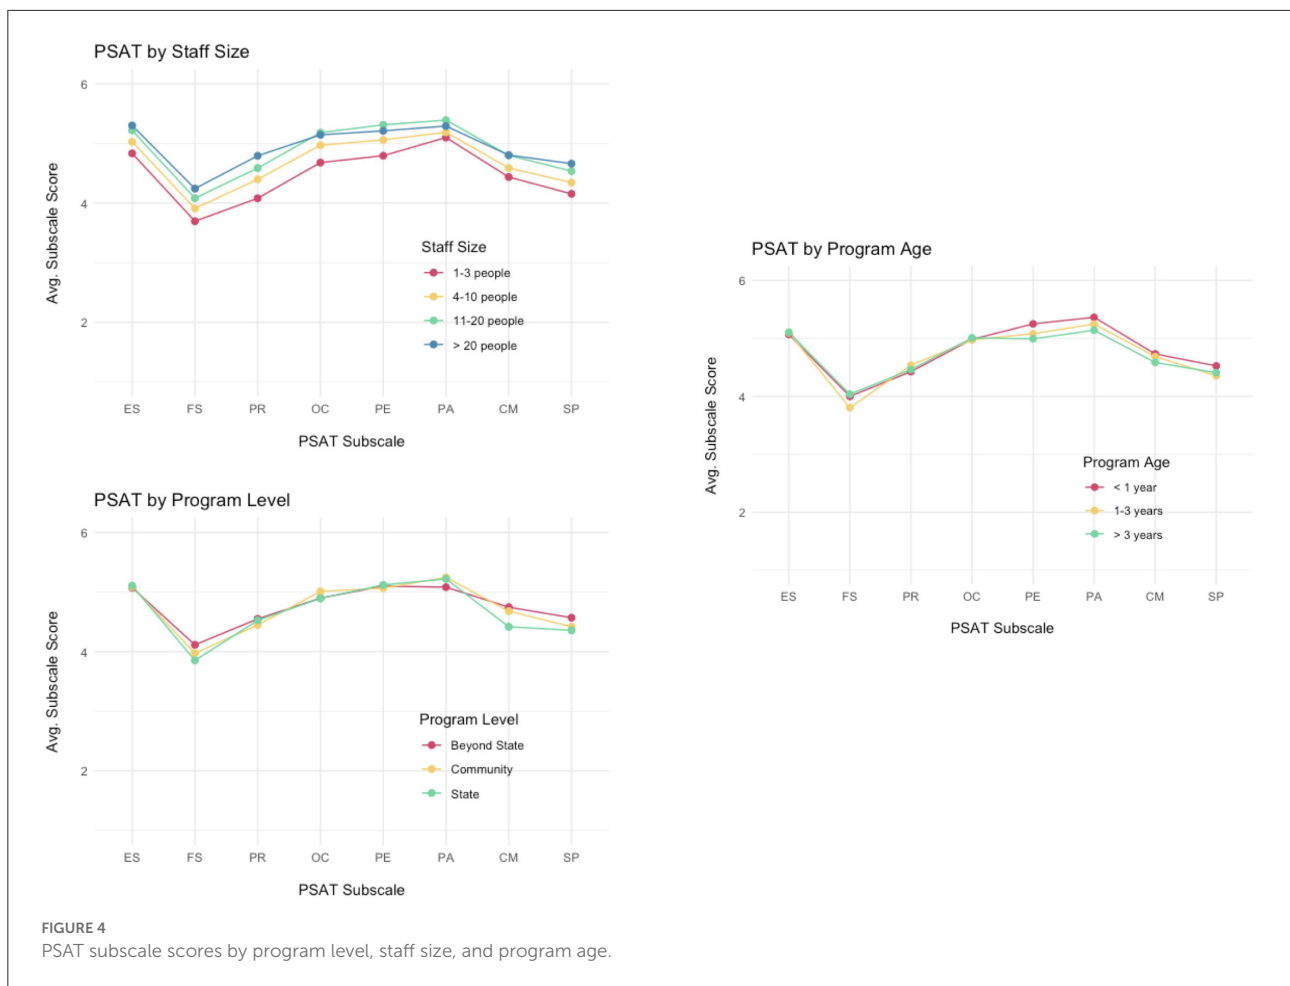 PSAT by Staff Size
6
4
2
Avg. Subscale Score
Staff Size
1-3 people
4-10 people
11-20 people
> 20 people
ES FS PR OC PE PA CM SP
PSAT Subscale
PSAT by Program Level
6
4
2
Avg. Subscale Score
Program Level
Beyond State
Community
State
ES FS PR OC PE PA CM SP
PSAT Subscale
PSAT by Program Age
6
4
2
Avg. Subscale Score
Program Age
< 1 year
1-3 years
> 3 years
ES FS PR OC PE PA CM SP
PSAT Subscale
FIGURE 4
PSAT subscale scores by program level, staff size, and program age.